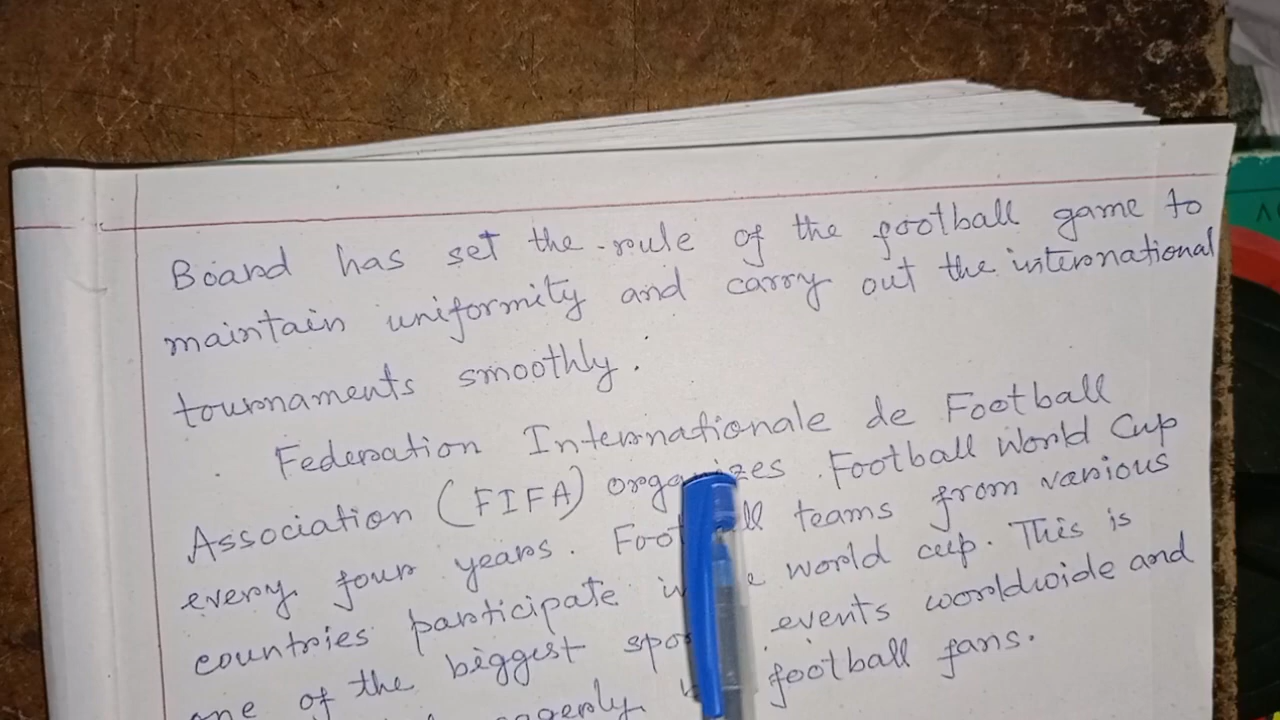 Board has set the rule of the football game to
maintain uniformity and carry out the international
tournaments smoothly.
Federation Internationale de Football
Association (FIFA) organizes Football World Cup
every four years. Football teams from various
countries participate in world cup. This is
one of the biggest events worldwide and
eagerly football fans.